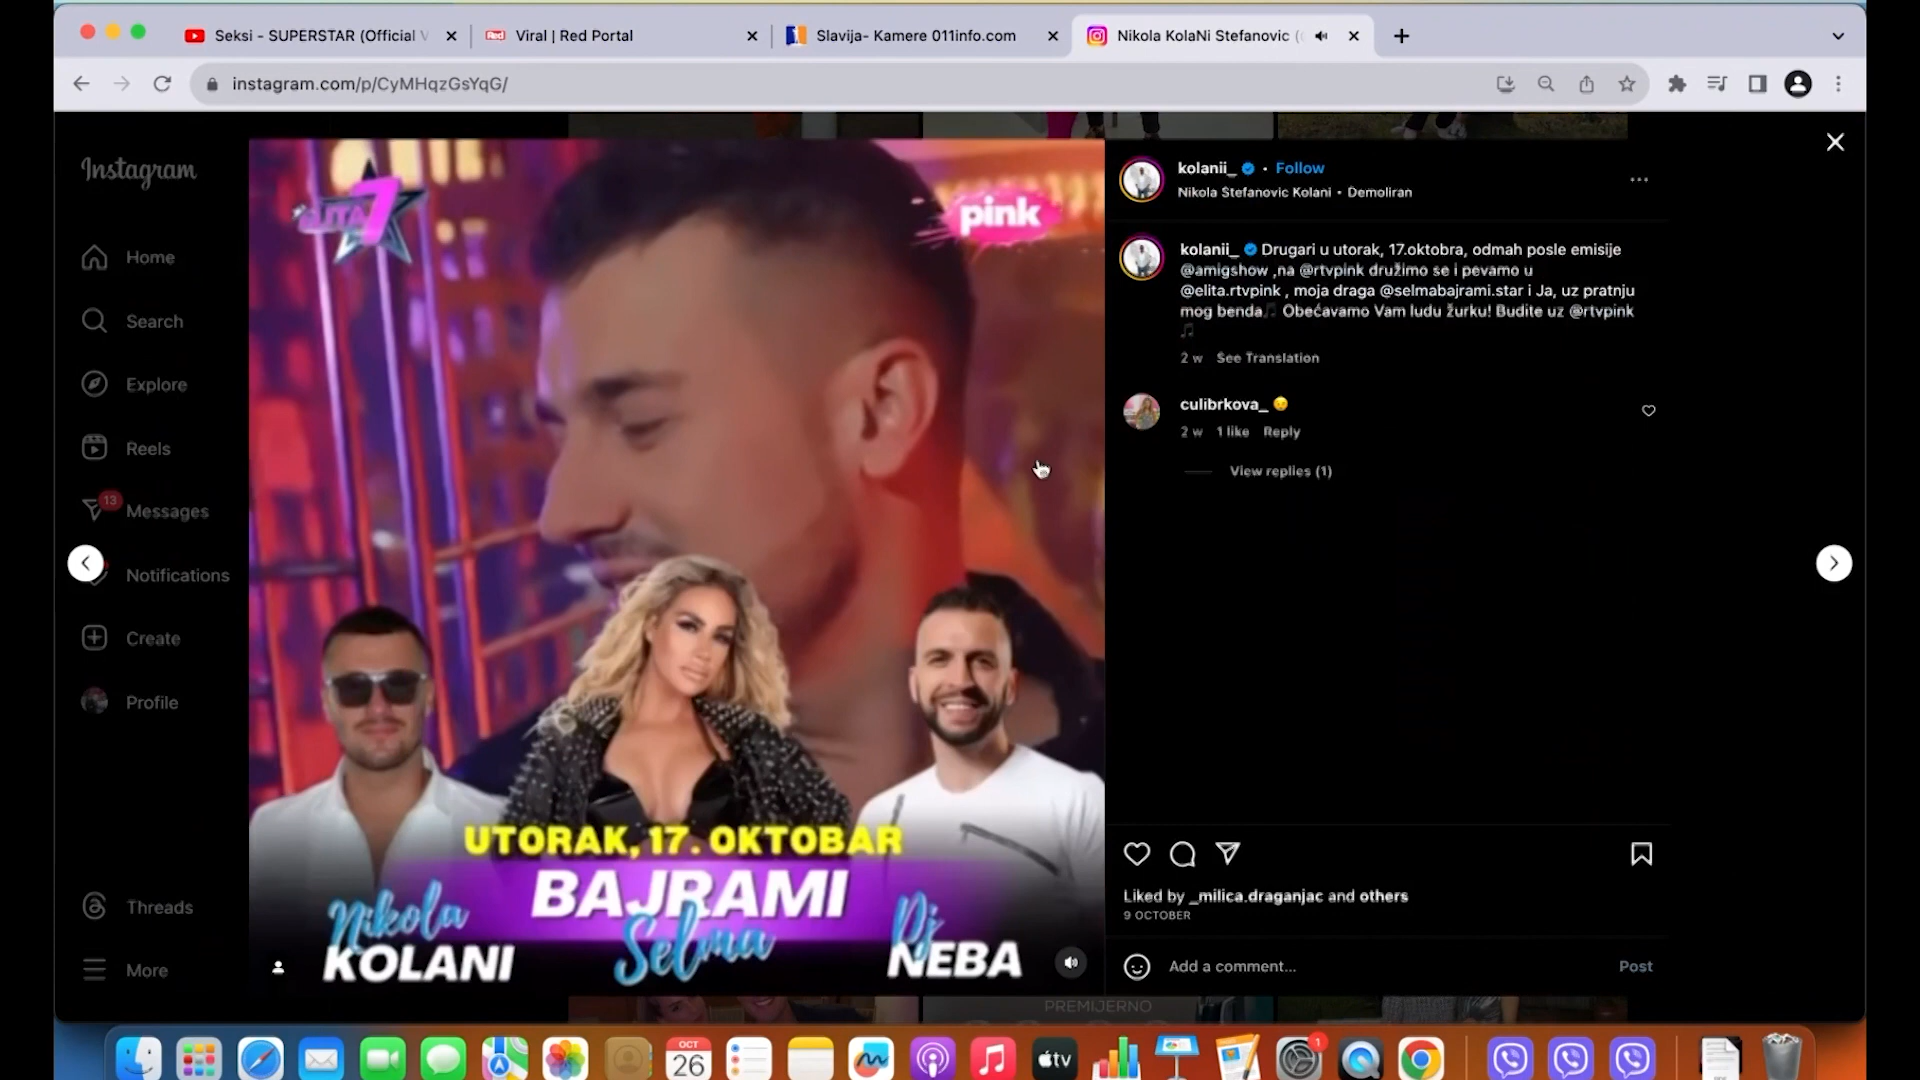 Seksi - SUPERSTAR (Official V
Viral | Red Portal
Slavija- Kamere 011info.com
Nikola KolaNi Stefanovic (
instagram.com/p/CyMHqzGsYqG/
Instagram
Home
Search
Explore
Reels
13
Messages
Notifications
Create
Profile
Threads
More
ELITA 7
pink
UTORAK, 17. OKTOBAR
BAJRAMI
Selma
Nikola
KOLANI
Dj
NEBA
kolanii_ • Follow
Nikola Stefanovic Kolani • Demoliran
kolanii_ Drugari u utorak, 17.oktobra, odmah posle emisije
@amigshow ,na @rtvpink družimo se i pevamo u
@elita.rtvpink , moja draga @selmabajrami.star i Ja, uz pratnju
mog benda🎵 Obećavamo Vam ludu žurku! Budite uz @rtvpink
🎵
2 w See Translation
culibrkova_ 😉
2 w 1 like Reply
View replies (1)
Liked by _milica.draganjac and others
9 OCTOBER
Add a comment...
Post
PREMIJERNO
OCT
26
tv
1